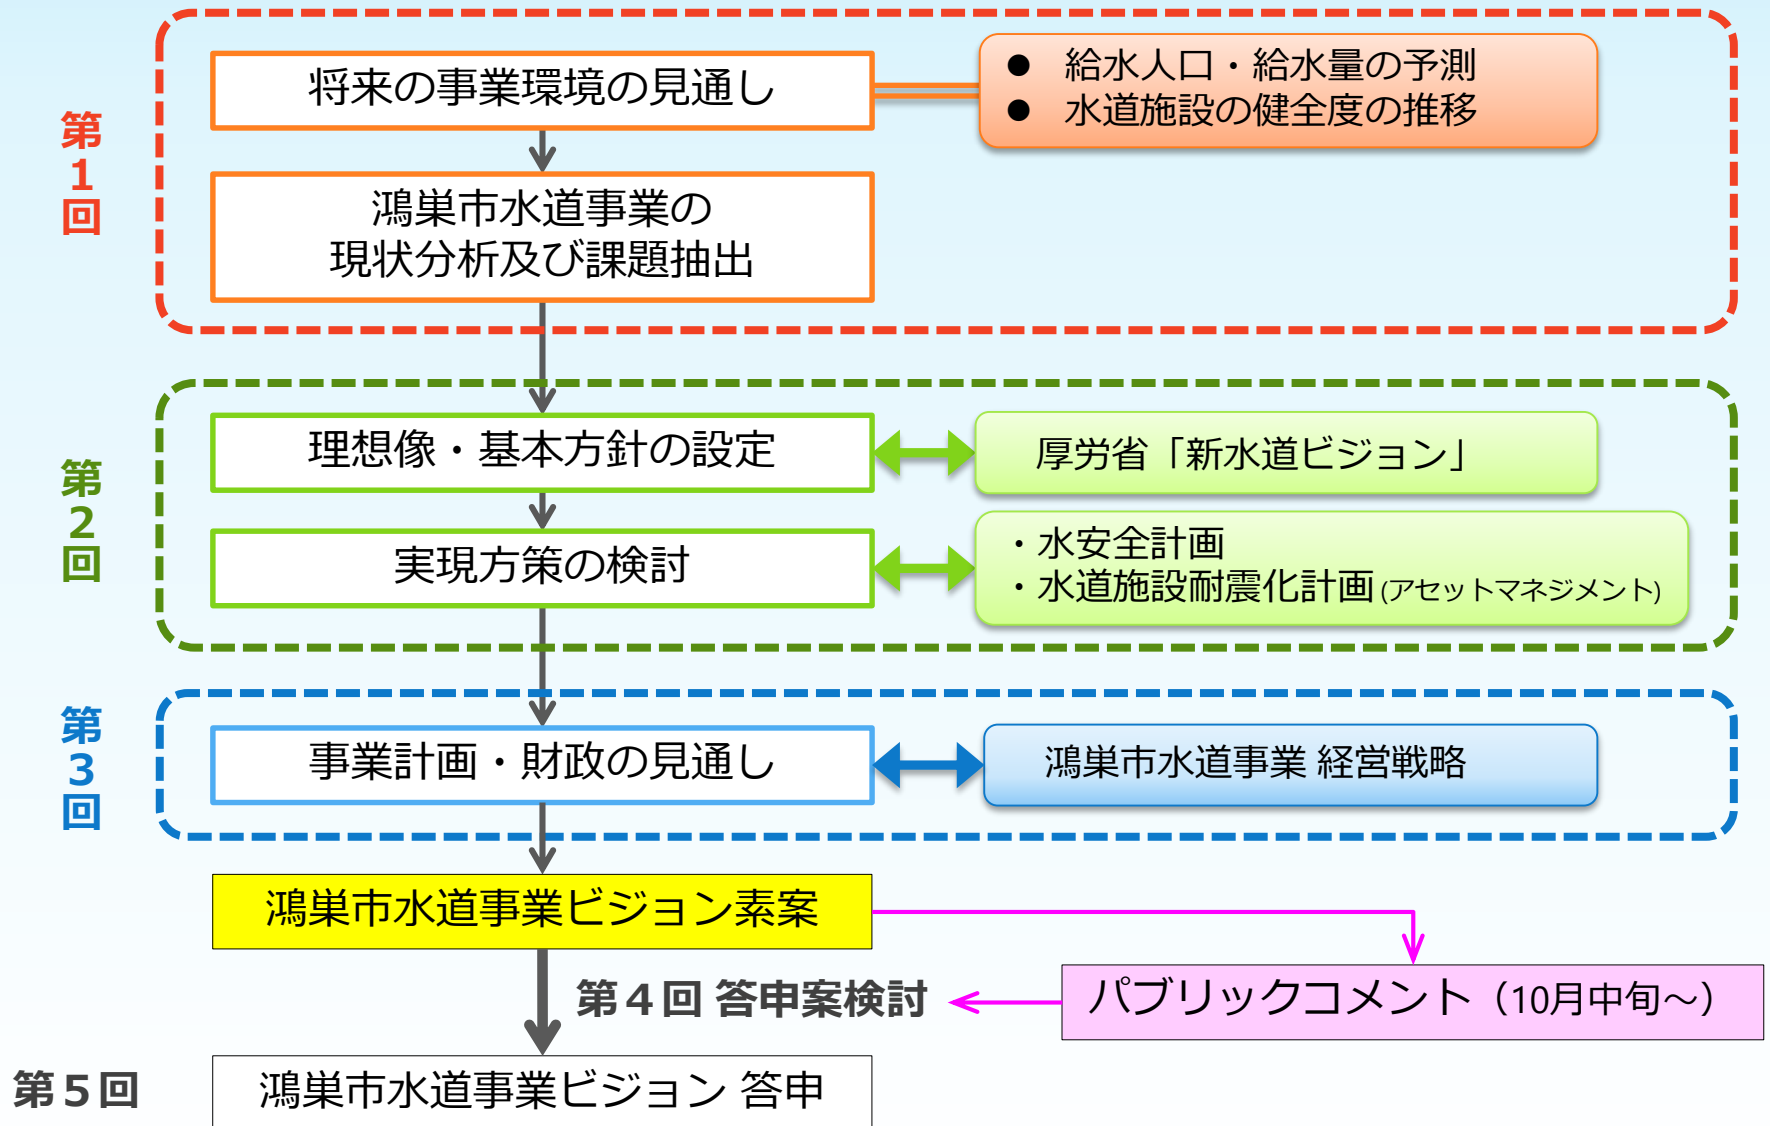 第1回
将来の事業環境の見通し
● 給水人口・給水量の予測
● 水道施設の健全度の推移
鴻巣市水道事業の
現状分析及び課題抽出
第2回
理想像・基本方針の設定
厚労省「新水道ビジョン」
実現方策の検討
・水安全計画
・水道施設耐震化計画(アセットマネジメント)
第3回
事業計画・財政の見通し
鴻巣市水道事業 経営戦略
鴻巣市水道事業ビジョン素案
第4回 答申案検討
パブリックコメント（10月中旬～）
第5回
鴻巣市水道事業ビジョン 答申